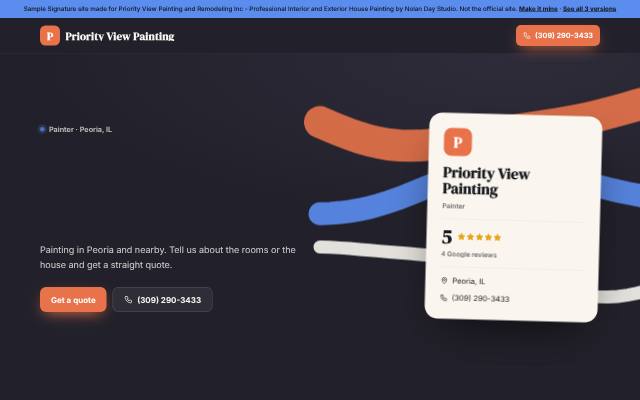 Sample Signature site made for Priority View Painting and Remodeling Inc - Professional Interior and Exterior House Painting by Nolan Day Studio. Not the official site. Make it mine · See all 3 versions
P Priority View Painting
(309) 290-3433
Painter · Peoria, IL
Painting in Peoria and nearby. Tell us about the rooms or the
house and get a straight quote.
Get a quote
(309) 290-3433
P
Priority View
Painting
Painter
5
4 Google reviews
Peoria, IL
(309) 290-3433